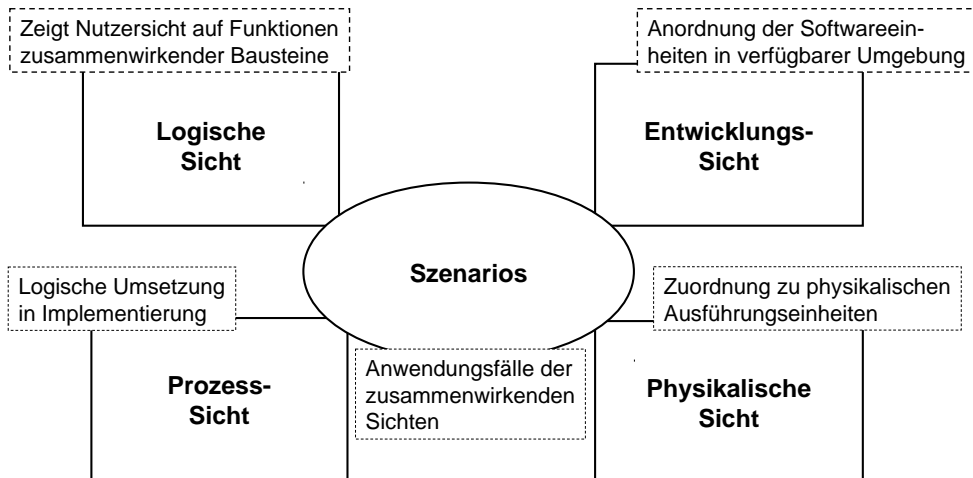 Zeigt Nutzersicht auf Funktionen
zusammenwirkender Bausteine
Anordnung der Softwareein-
heiten in verfügbarer Umgebung
Logische
Sicht
Entwicklungs-
Sicht
Szenarios
Logische Umsetzung
in Implementierung
Zuordnung zu physikalischen
Ausführungseinheiten
Prozess-
Sicht
Anwendungsfälle der
zusammenwirkenden
Sichten
Physikalische
Sicht